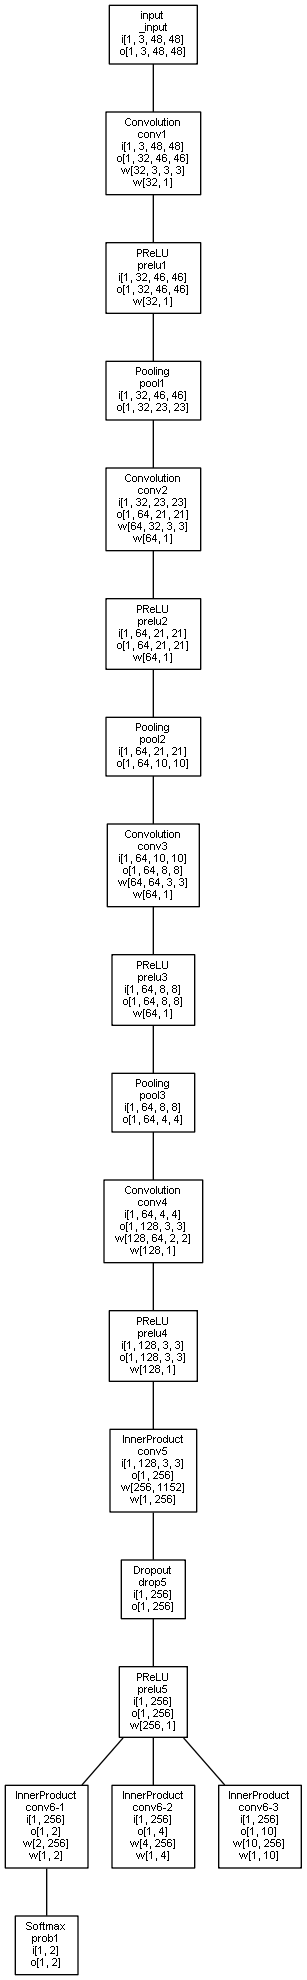 input
_input
i[1, 3, 48, 48]
o[1, 3, 48, 48]
Convolution
conv1
i[1, 3, 48, 48]
o[1, 32, 46, 46]
w[32, 3, 3, 3]
w[32, 1]
PReLU
prelu1
i[1, 32, 46, 46]
o[1, 32, 46, 46]
w[32, 1]
Pooling
pool1
i[1, 32, 46, 46]
o[1, 32, 23, 23]
Convolution
conv2
i[1, 32, 23, 23]
o[1, 64, 21, 21]
w[64, 32, 3, 3]
w[64, 1]
PReLU
prelu2
i[1, 64, 21, 21]
o[1, 64, 21, 21]
w[64, 1]
Pooling
pool2
i[1, 64, 21, 21]
o[1, 64, 10, 10]
Convolution
conv3
i[1, 64, 10, 10]
o[1, 64, 8, 8]
w[64, 64, 3, 3]
w[64, 1]
PReLU
prelu3
i[1, 64, 8, 8]
o[1, 64, 8, 8]
w[64, 1]
Pooling
pool3
i[1, 64, 8, 8]
o[1, 64, 4, 4]
Convolution
conv4
i[1, 64, 4, 4]
o[1, 128, 3, 3]
w[128, 64, 2, 2]
w[128, 1]
PReLU
prelu4
i[1, 128, 3, 3]
o[1, 128, 3, 3]
w[128, 1]
InnerProduct
conv5
i[1, 128, 3, 3]
o[1, 256]
w[256, 1152]
w[1, 256]
Dropout
drop5
i[1, 256]
o[1, 256]
PReLU
prelu5
i[1, 256]
o[1, 256]
w[256, 1]
InnerProduct
conv6-1
i[1, 256]
o[1, 2]
w[2, 256]
w[1, 2]
InnerProduct
conv6-2
i[1, 256]
o[1, 4]
w[4, 256]
w[1, 4]
InnerProduct
conv6-3
i[1, 256]
o[1, 10]
w[10, 256]
w[1, 10]
Softmax
prob1
i[1, 2]
o[1, 2]